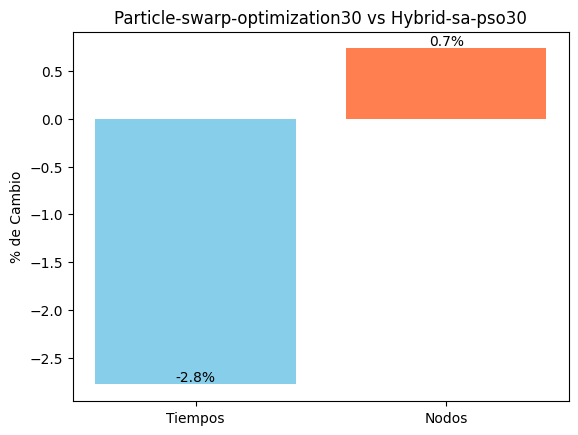 Particle-swarp-optimization30 vs Hybrid-sa-pso30
0.7%
0.5
0.0
-0.5
-1.0
-1.5
-2.0
-2.5
% de Cambio
-2.8%
Tiempos
Nodos